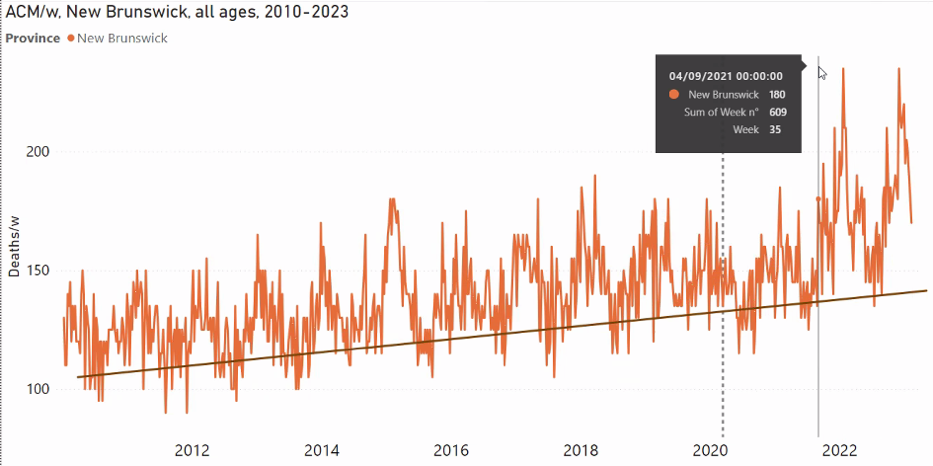 ACM/w, New Brunswick, all ages, 2010-2023
Province New Brunswick
04/09/2021 00:00:00
New Brunswick 180
Sum of Week n° 609
Week 35
200
150
100
Deaths/w
2012 2014 2016 2018 2020 2022